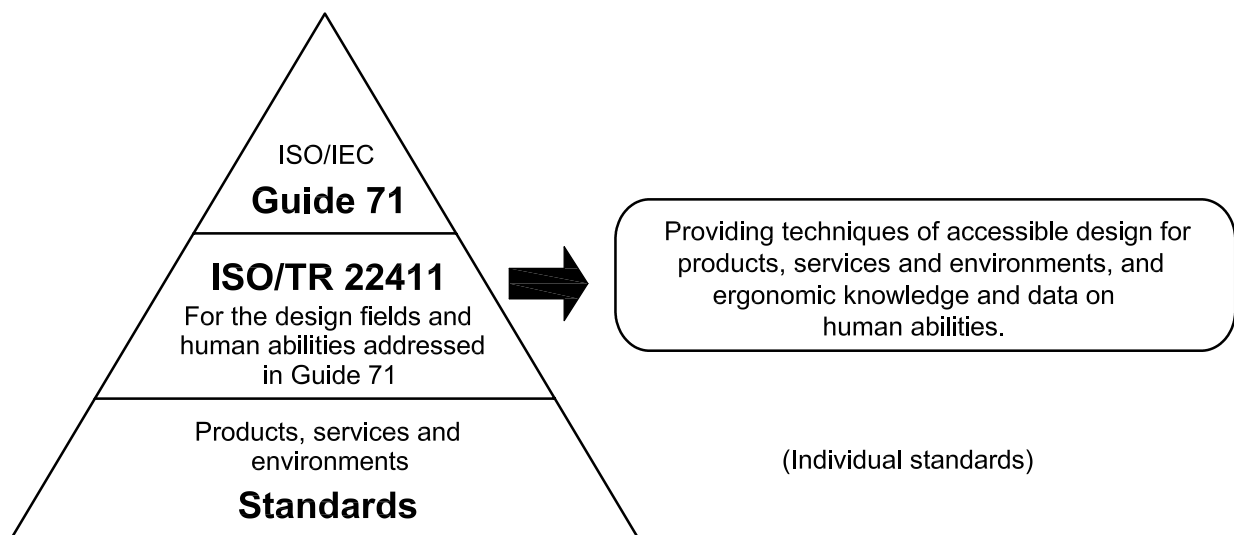 ISO/IEC
Guide 71
ISO/TR 22411
For the design fields and
human abilities addressed
in Guide 71
Providing techniques of accessible design for
products, services and environments, and
ergonomic knowledge and data on
human abilities.
Products, services and
environments
Standards
(Individual standards)